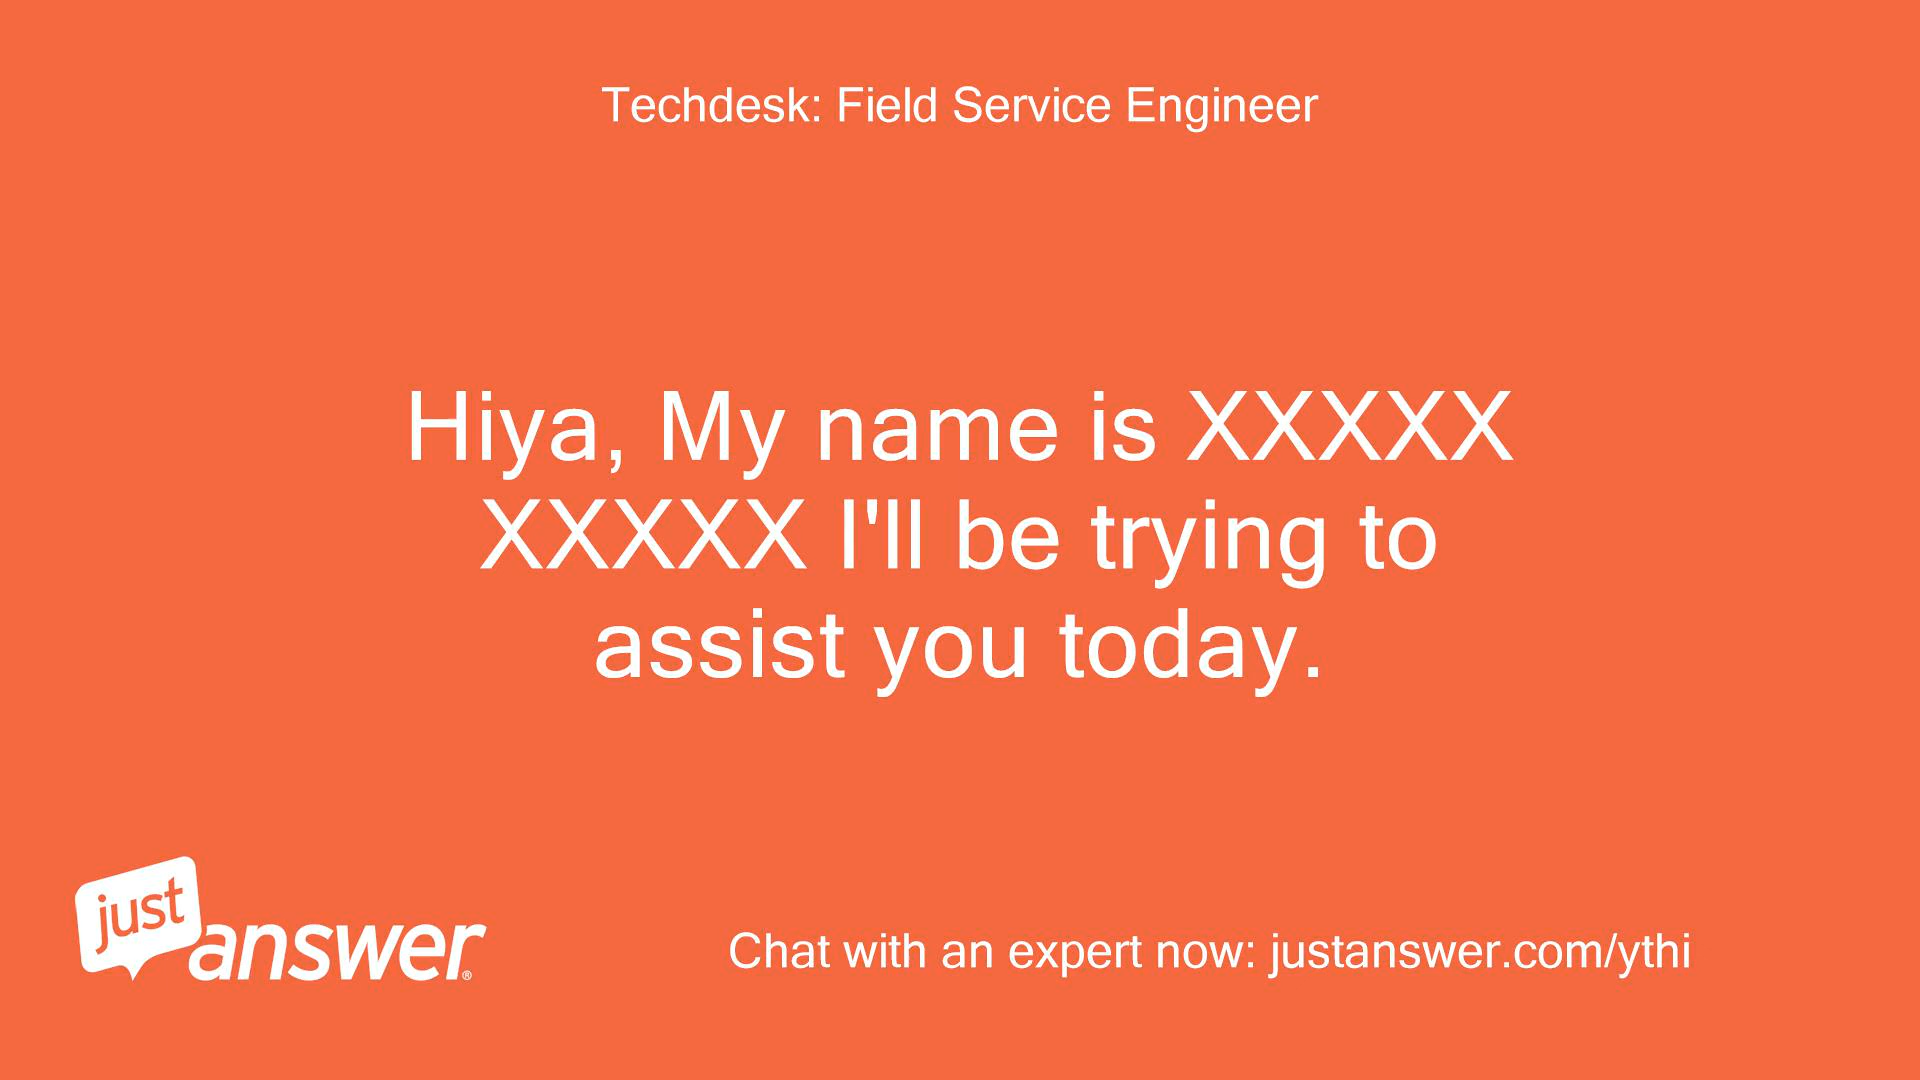 Techdesk: Field Service Engineer
Hiya, My name is XXXXX
XXXXX I'll be trying to
assist you today.
just
answer®
Chat with an expert now: justanswer.com/ythi